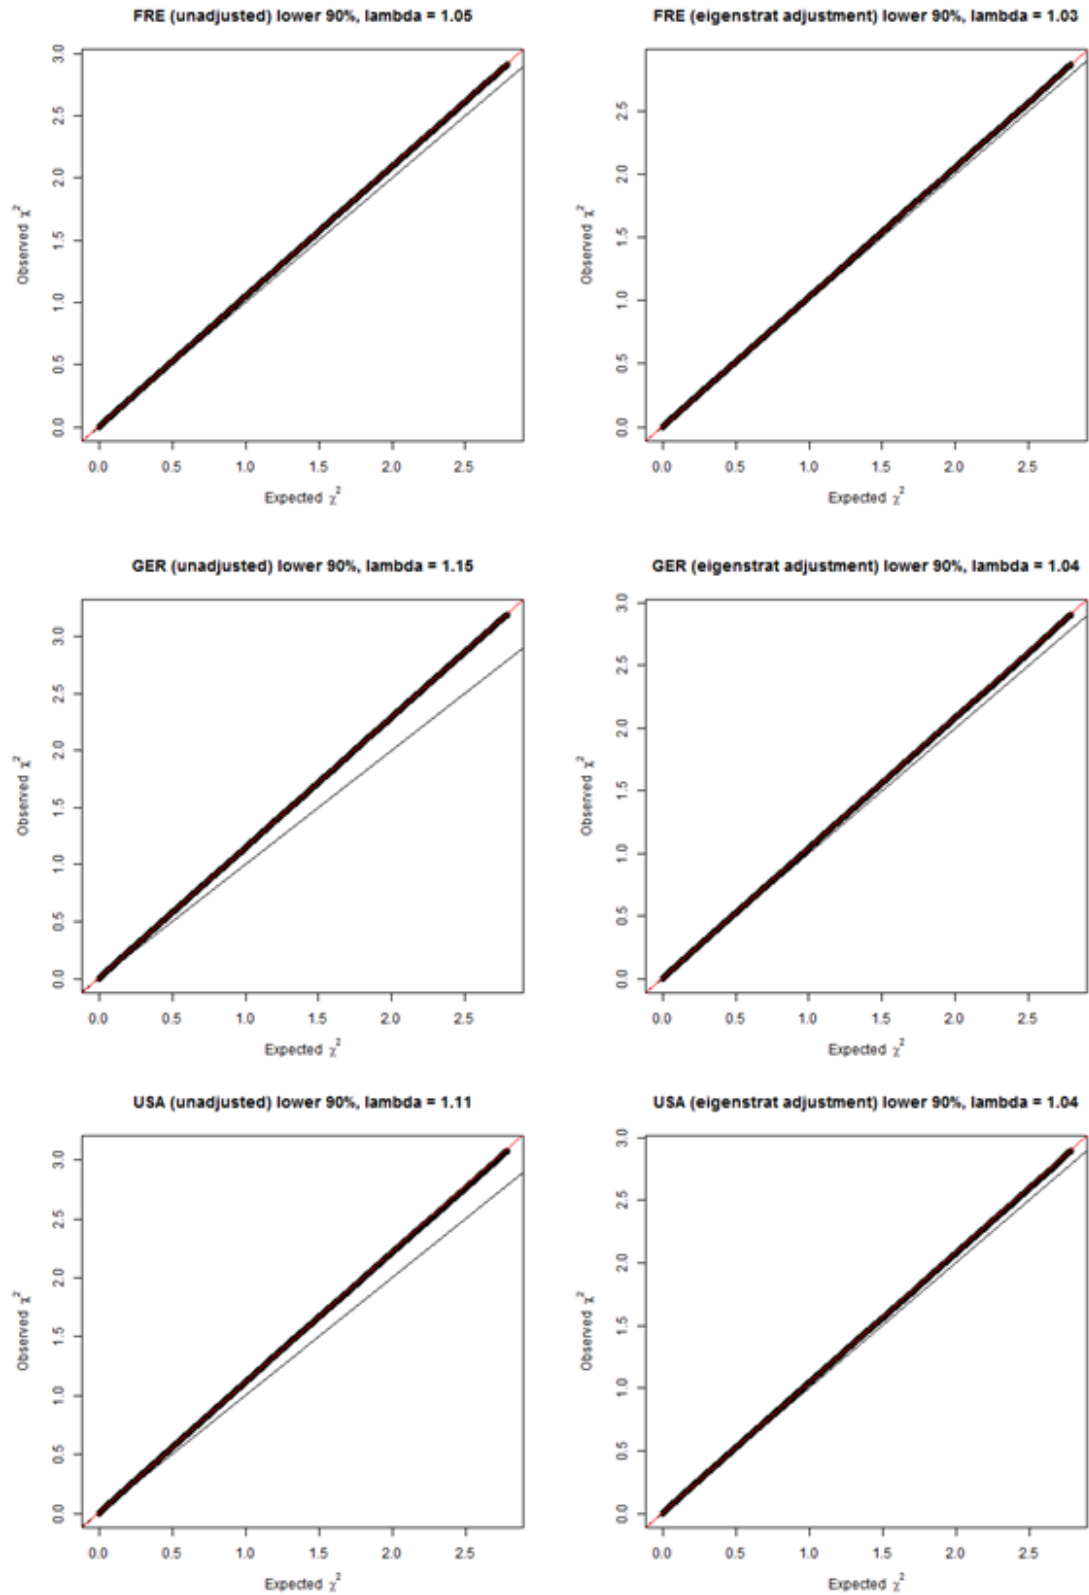 FRE (unadjusted) lower 90%, lambda = 1.05
3.0
2.5
2.0
1.5
1.0
0.5
0.0
Observed χ²
0.0 0.5 1.0 1.5 2.0 2.5
Expected χ²
FRE (eigenstrat adjustment) lower 90%, lambda = 1.03
2.5
2.0
1.5
1.0
0.5
0.0
Observed χ²
0.0 0.5 1.0 1.5 2.0 2.5
Expected χ²
GER (unadjusted) lower 90%, lambda = 1.15
3.0
2.5
2.0
1.5
1.0
0.5
0.0
Observed χ²
0.0 0.5 1.0 1.5 2.0 2.5
Expected χ²
GER (eigenstrat adjustment) lower 90%, lambda = 1.04
3.0
2.5
2.0
1.5
1.0
0.5
0.0
Observed χ²
0.0 0.5 1.0 1.5 2.0 2.5
Expected χ²
USA (unadjusted) lower 90%, lambda = 1.11
3.0
2.5
2.0
1.5
1.0
0.5
0.0
Observed χ²
0.0 0.5 1.0 1.5 2.0 2.5
Expected χ²
USA (eigenstrat adjustment) lower 90%, lambda = 1.04
3.0
2.5
2.0
1.5
1.0
0.5
0.0
Observed χ²
0.0 0.5 1.0 1.5 2.0 2.5
Expected χ²